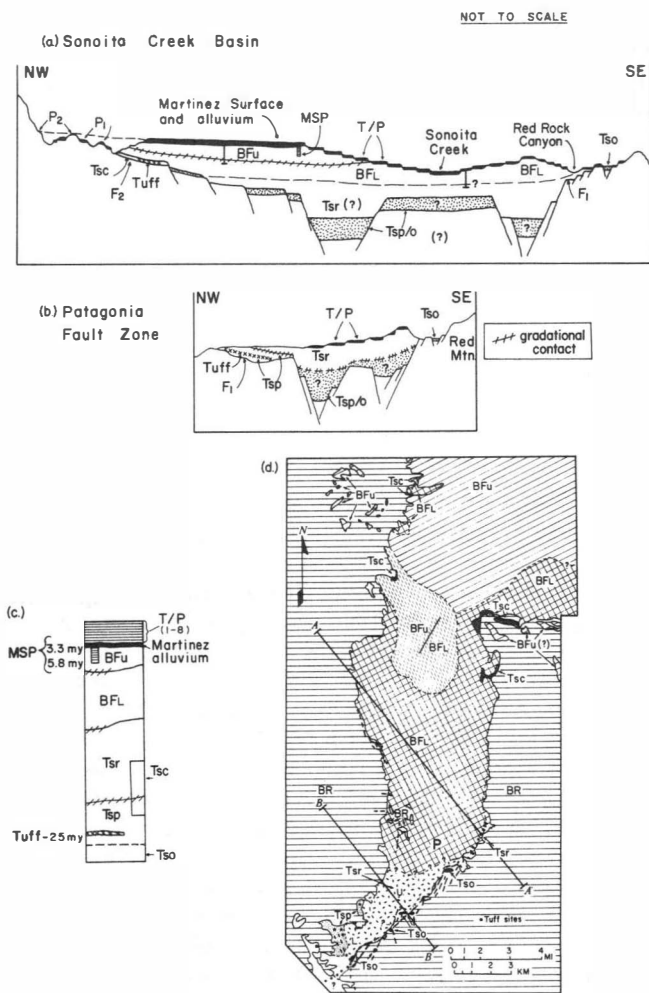 NOT TO SCALE
(a) Sonoita Creek Basin
NW
SE
Martinez Surface
and alluvium
MSP
T/P
Sonoita
Creek
Red Rock
Canyon
Tso
P2
P1
BFu
BFL
BFL
Tsc
Tuff
F2
F1
?
Tsr (?)
?
?
Tsp/o
(?)
(b) Patagonia
Fault Zone
NW
SE
T/P
Tso
Red
Mtn.
Tsr
Tuff
F1
Tsp
?
?
Tsp/o
gradational
contact
(d.)
N
Tsc
BFu
BFu
BFL
Tsc
BFL
Tsc
BFu
BFL
BFu(?)
Tsc
A
BFL
BR
BR
B
BR
P
Tsr
Tsr
Tso
A'
Tsp
Tuff sites
Tso
B'
?
0 1 2 3 4
MI
0 1 2 3
KM
(c.)
T/P
(1-8)
MSP
3.3 my
5.8 my
Martinez
alluvium
BFu
BFL
Tsr
Tsc
Tsp
Tuff-25my
Tso